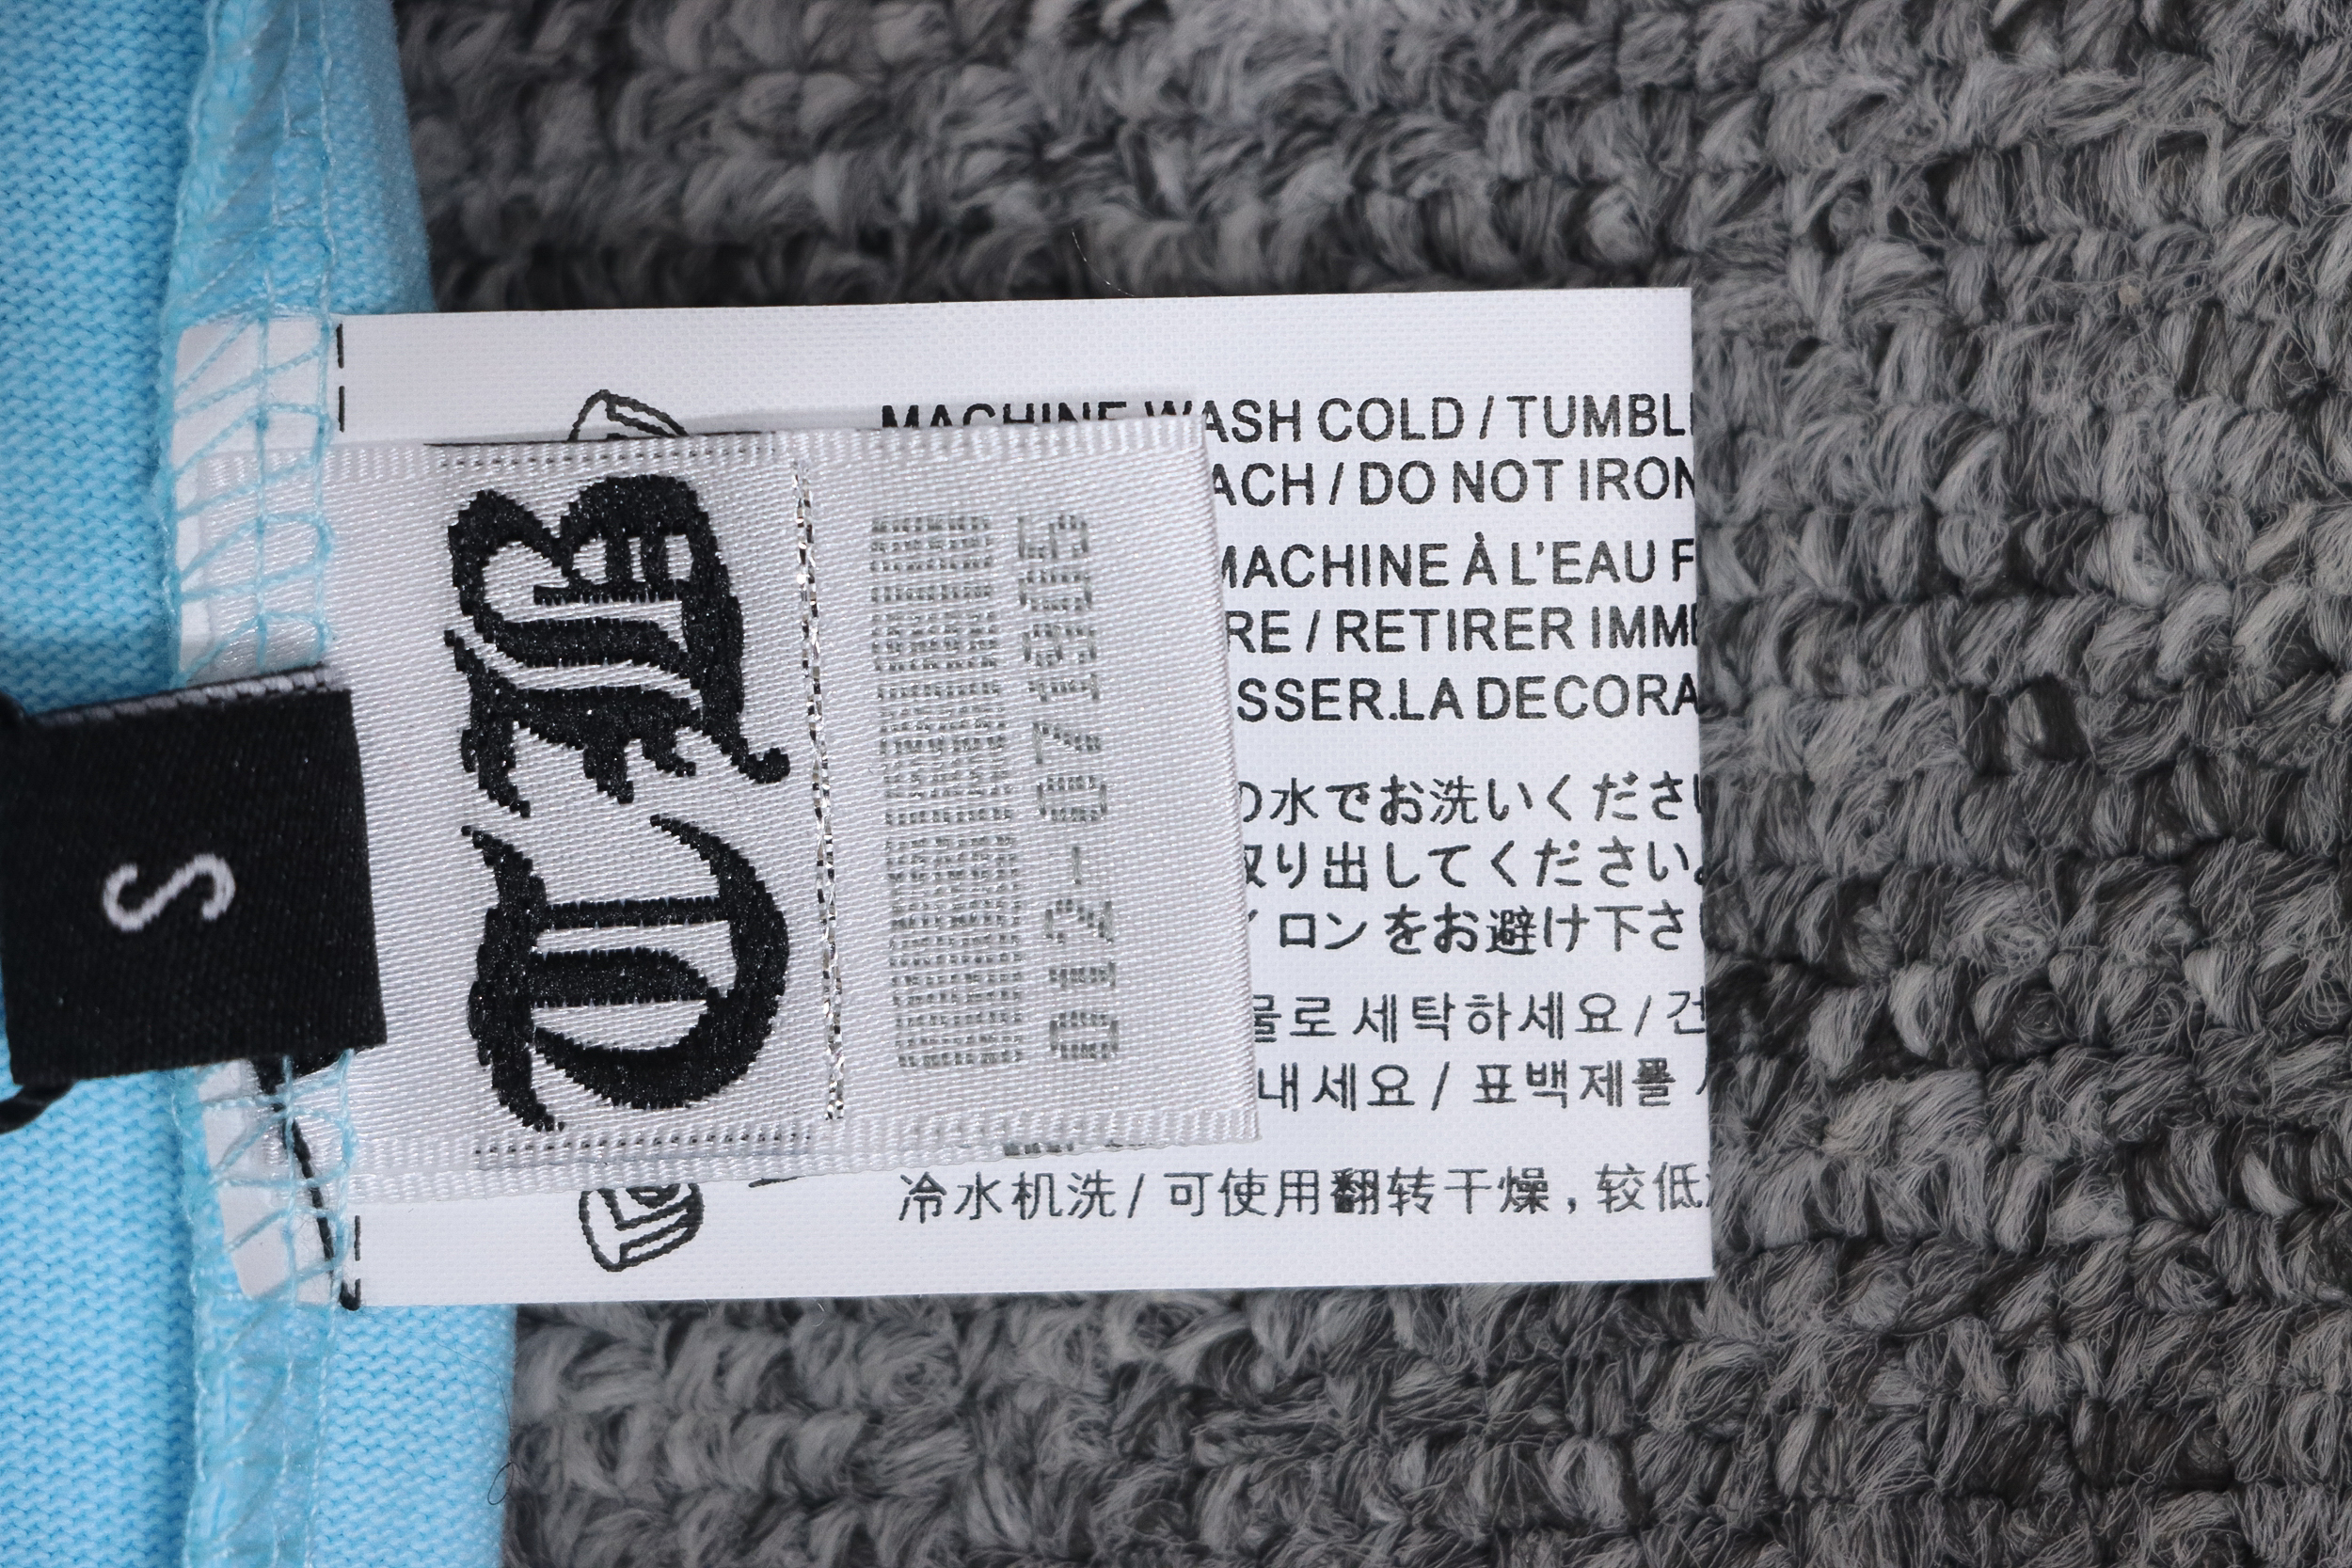 S
MACHINE WASH COLD / TUMBL
ACH / DO NOT IRON
MACHINE À L'EAU F
RE / RETIRER IMME
SSER.LA DECORA
の水でお洗いくださ
取り出してください
イロンをお避け下さ
물로 세탁하세요 / 건
내세요 / 표백제를
冷水机洗 / 可使用翻转干燥，较低